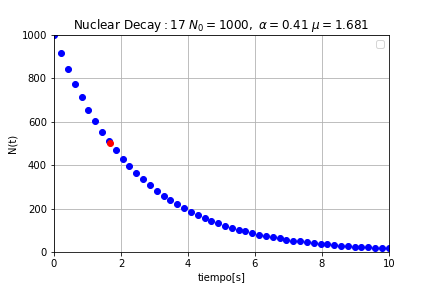 Nuclear Decay : 17 N₀ = 1000, α = 0.41 μ = 1.681
N(t)
1000
800
600
400
200
0
0 2 4 6 8 10
tiempo[s]